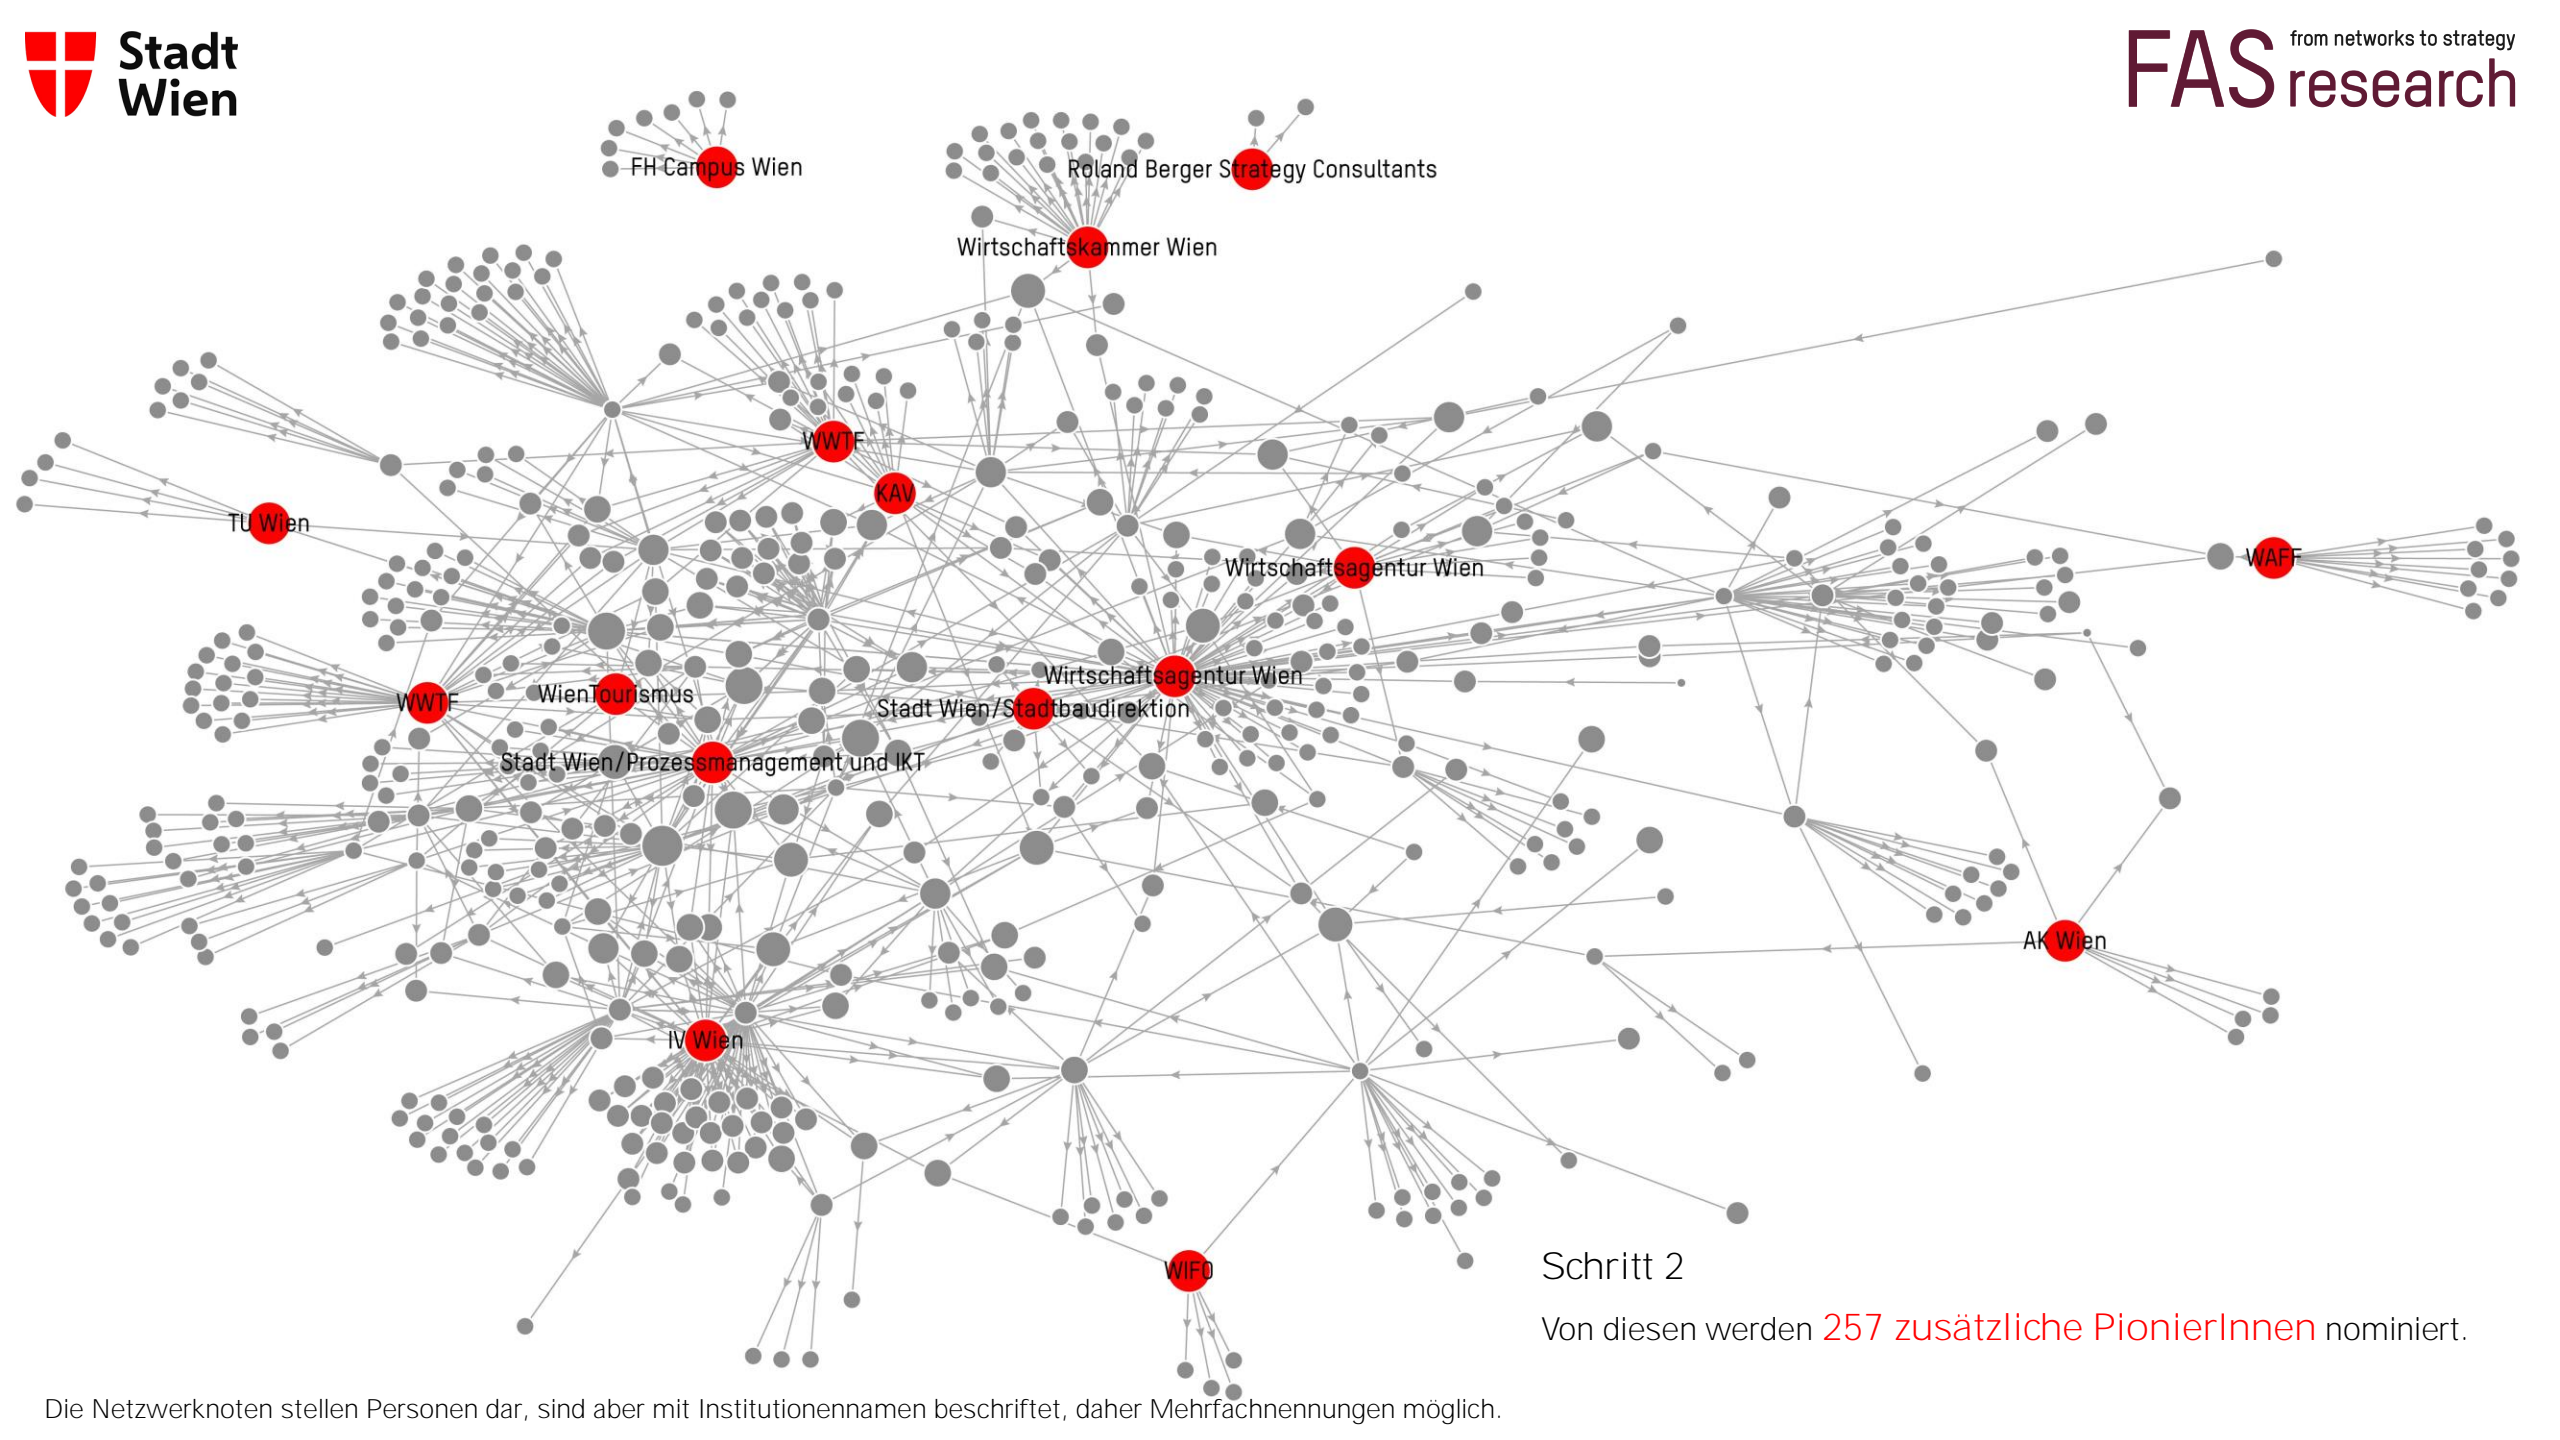 Stadt
Wien
FAS research
from networks to strategy
FH Campus Wien
Roland Berger Strategy Consultants
Wirtschaftskammer Wien
WWTF
KAV
TU Wien
Wirtschaftsagentur Wien
WAFF
Wirtschaftsagentur Wien
WWTF
WienTourismus
Stadt Wien/Stadtbaudirektion
Stadt Wien/Prozessmanagement und IKT
AK Wien
IV Wien
WIFO
Schritt 2
Von diesen werden 257 zusätzliche PionierInnen nominiert.
Die Netzwerknoten stellen Personen dar, sind aber mit Institutionennamen beschriftet, daher Mehrfachnennungen möglich.